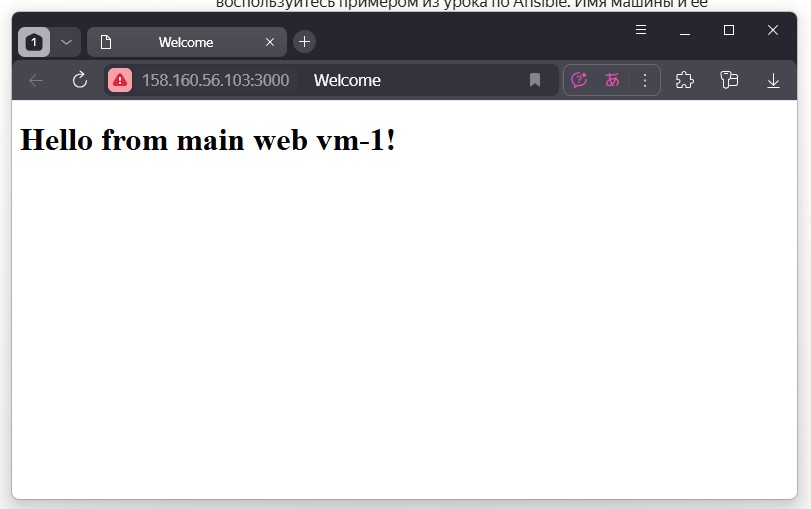 воспользуйтесь примером из урока по Ansible. Имя машины и ее
1
Welcome
158.160.56.103:3000 Welcome
あ
Hello from main web vm-1!